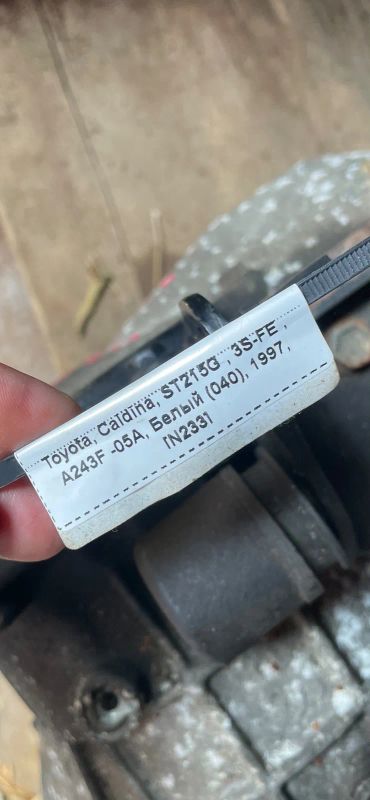 Toyota, Caldina, ST215G , 3S-FE ,
A243F -05A, Белый (040), 1997,
[N233]